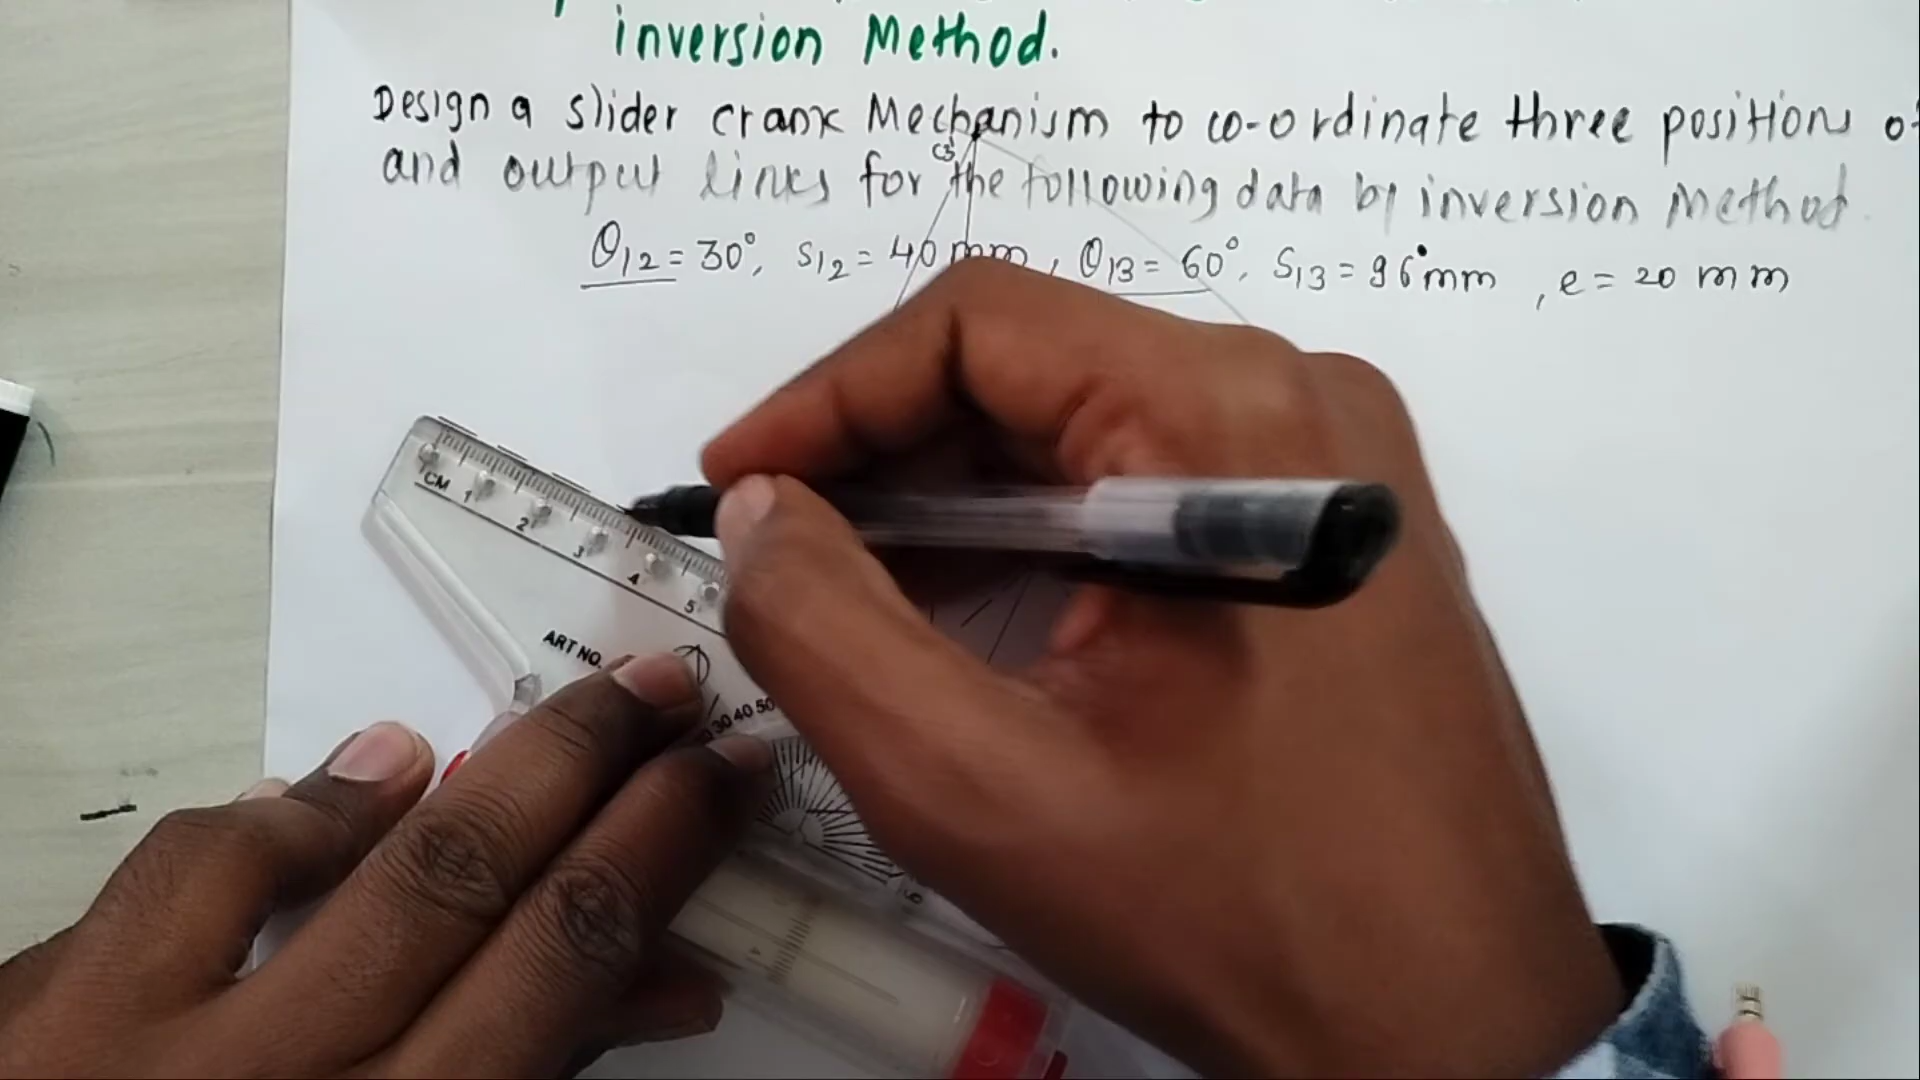 inversion Method.
Design a slider crank Mechanism to co-ordinate three positions of
C3
and output links for the following data by inversion Method.
θ12 = 30°, S12 = 40 mm, θ13 = 60°, S13 = 96 mm, e = 20 mm
CM 1 2 3 4 5
ART NO.
30 40 50